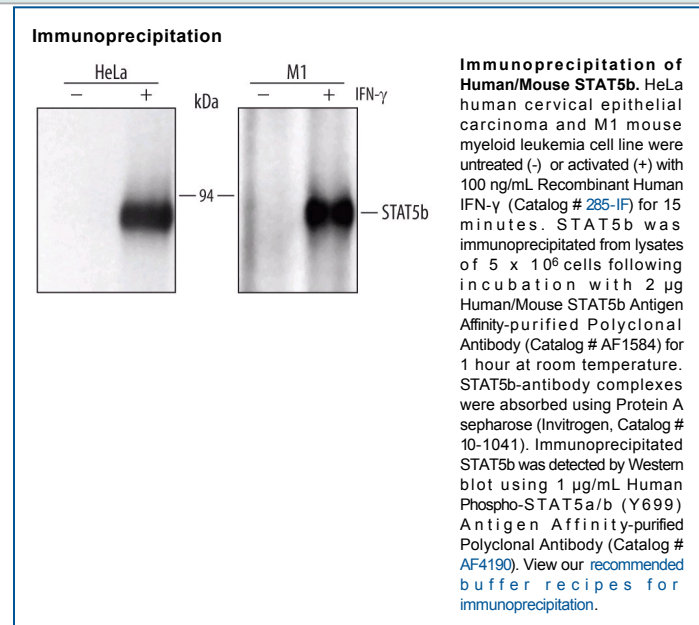 Immunoprecipitation
HeLa
M1
− + kDa − + IFN-γ
94
STAT5b
Immunoprecipitation of
Human/Mouse STAT5b. HeLa
human cervical epithelial
carcinoma and M1 mouse
myeloid leukemia cell line were
untreated (-) or activated (+) with
100 ng/mL Recombinant Human
IFN-γ (Catalog # 285-IF) for 15
minutes. STAT5b was
immunoprecipitated from lysates
of 5 x 10⁶ cells following
incubation with 2 µg
Human/Mouse STAT5b Antigen
Affinity-purified Polyclonal
Antibody (Catalog # AF1584) for
1 hour at room temperature.
STAT5b-antibody complexes
were absorbed using Protein A
sepharose (Invitrogen, Catalog #
10-1041). Immunoprecipitated
STAT5b was detected by Western
blot using 1 µg/mL Human
Phospho-STAT5a/b (Y699)
Antigen Affinity-purified
Polyclonal Antibody (Catalog #
AF4190). View our recommended
buffer recipes for
immunoprecipitation.